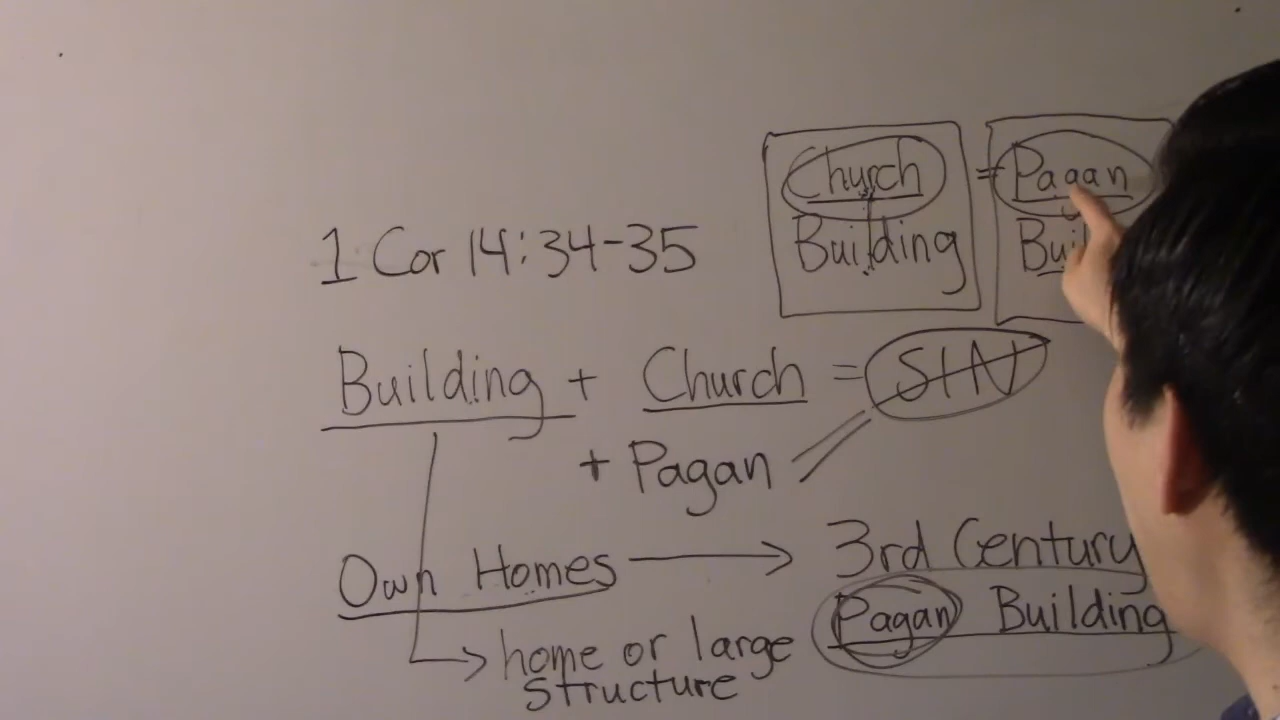 Church = Pagan
Building
1 Cor 14:34-35
Building + Church = SIN
+ Pagan
Own Homes → 3rd Century
Pagan Building
home or large
structure